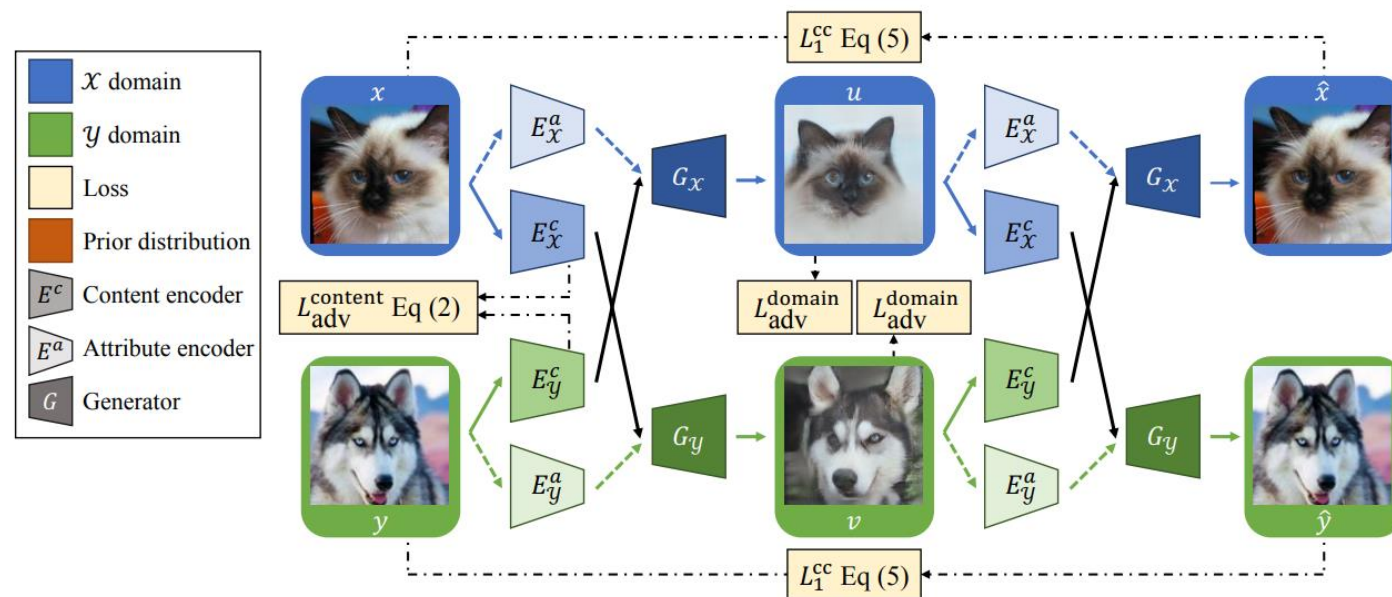 𝒳 domain
𝒴 domain
Loss
Prior distribution
E^c Content encoder
E^a Attribute encoder
G Generator
L_1^cc Eq (5)
x
u
x̂
E_𝒳^a
G_𝒳
E_𝒳^a
G_𝒳
E_𝒳^c
E_𝒳^c
L_adv^content Eq (2)
L_adv^domain
L_adv^domain
E_𝒴^c
E_𝒴^c
G_𝒴
G_𝒴
E_𝒴^a
E_𝒴^a
y
v
ŷ
L_1^cc Eq (5)